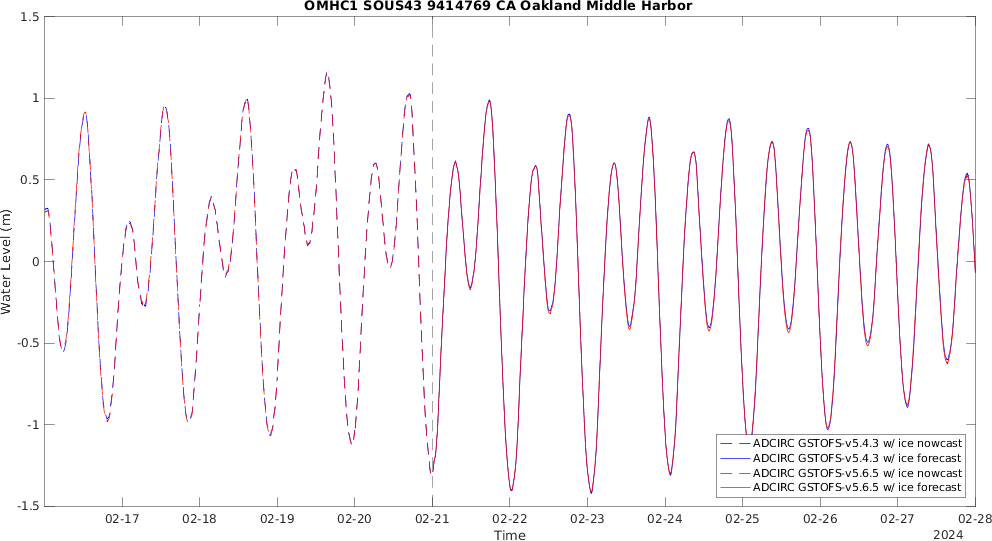 OMHC1 SOUS43 9414769 CA Oakland Middle Harbor
1.5
1
0.5
0
-0.5
-1
-1.5
Water Level (m)
ADCIRC GSTOFS-v5.4.3 w/ ice nowcast
ADCIRC GSTOFS-v5.4.3 w/ ice forecast
ADCIRC GSTOFS-v5.6.5 w/ ice nowcast
ADCIRC GSTOFS-v5.6.5 w/ ice forecast
02-17 02-18 02-19 02-20 02-21 02-22 02-23 02-24 02-25 02-26 02-27 02-28
Time
2024